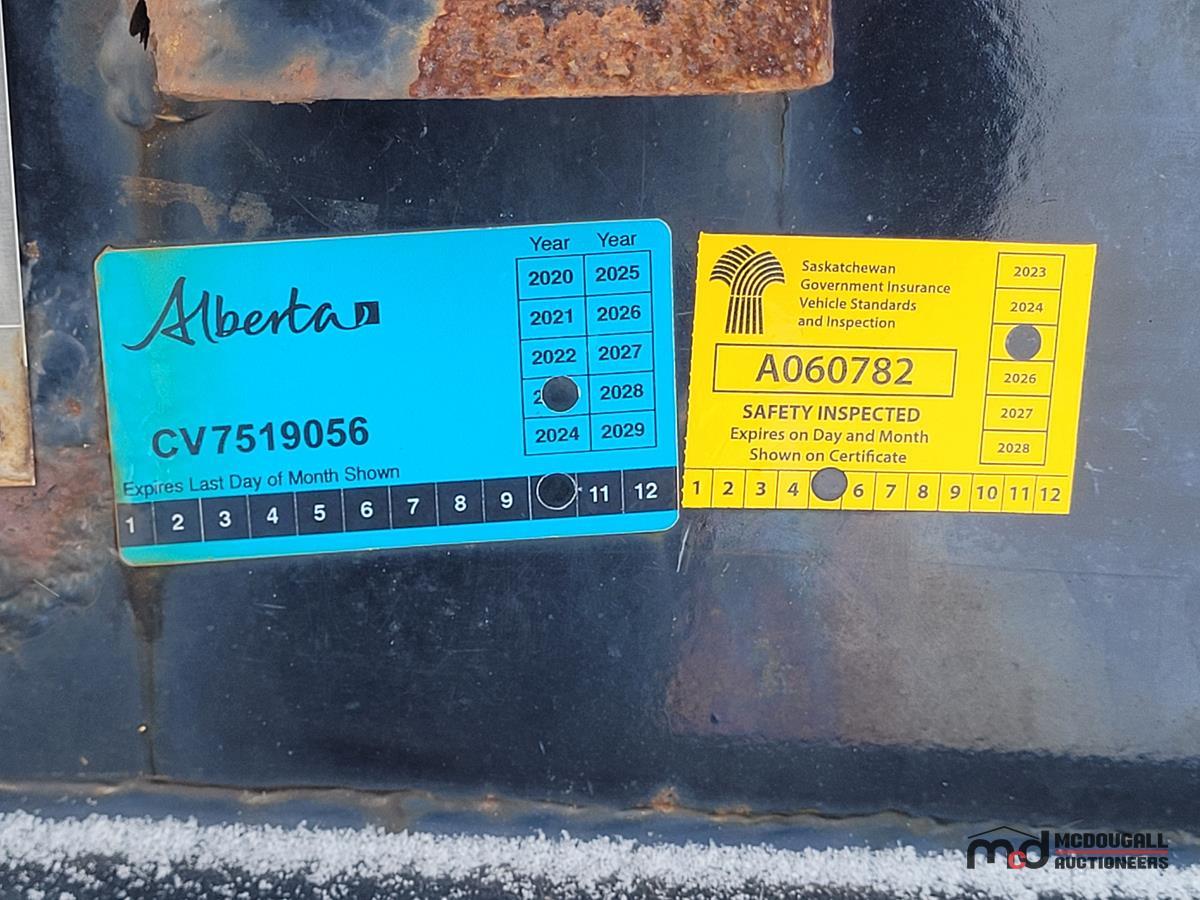 Alberta
CV7519056
Expires Last Day of Month Shown
Year Year
2020 2025
2021 2026
2022 2027
2 2028
2024 2029
1 2 3 4 5 6 7 8 9 11 12
Saskatchewan
Government Insurance
Vehicle Standards
and Inspection
A060782
SAFETY INSPECTED
Expires on Day and Month
Shown on Certificate
2023
2024
2026
2027
2028
1 2 3 4 6 7 8 9 10 11 12
mcd MCDOUGALL
AUCTIONEERS